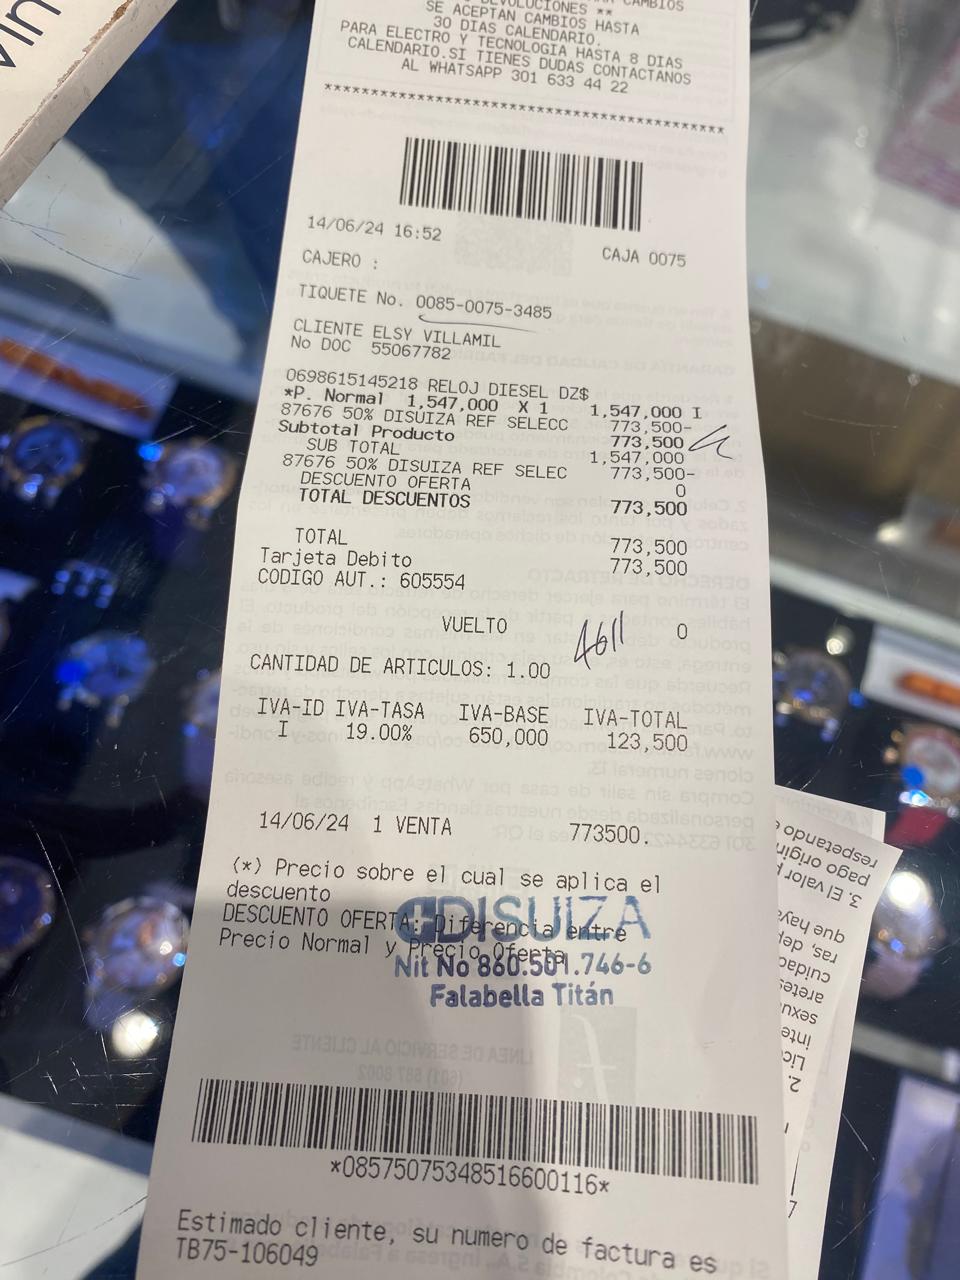 DEVOLUCIONES **
CAMBIOS
SE ACEPTAN CAMBIOS HASTA
30 DIAS CALENDARIO.
PARA ELECTRO Y TECNOLOGIA HASTA 8 DIAS
CALENDARIO.SI TIENES DUDAS CONTACTANOS
AL WHATSAPP 301 633 44 22
14/06/24 16:52 CAJA 0075
CAJERO :
TIQUETE No. 0085-0075-3485
CLIENTE ELSY VILLAMIL
No DOC 55067782
0698615145218 RELOJ DIESEL DZ$
*P. Normal 1,547,000 X 1 1,547,000 I
87676 50% DISUIZA REF SELECC 773,500-
Subtotal Producto 773,500
SUB TOTAL 1,547,000
87676 50% DISUIZA REF SELEC 773,500-
DESCUENTO OFERTA 0
TOTAL DESCUENTOS 773,500
TOTAL 773,500
Tarjeta Debito 773,500
CODIGO AUT.: 605554
VUELTO 0
4611
CANTIDAD DE ARTICULOS: 1.00
IVA-ID IVA-TASA IVA-BASE IVA-TOTAL
I 19.00% 650,000 123,500
14/06/24 1 VENTA 773500.
(*) Precio sobre el cual se aplica el
descuento
DESCUENTO OFERTA: Diferencia entre
Precio Normal y Precio Oferta
DISUIZA
Nit No 860.501.746-6
Falabella Titán
*08575075348516600116*
Estimado cliente, su numero de factura es
TB75-106049